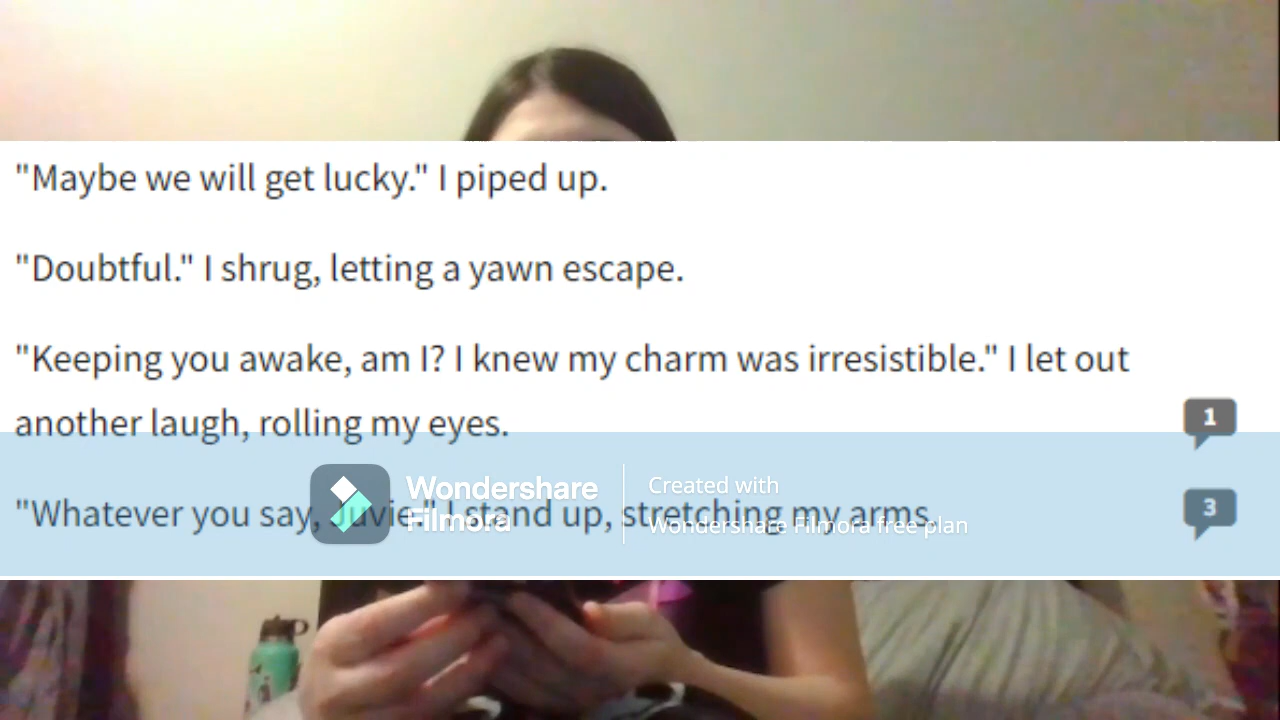 "Maybe we will get lucky." I piped up.
"Doubtful." I shrug, letting a yawn escape.
"Keeping you awake, am I? I knew my charm was irresistible." I let out
another laugh, rolling my eyes.
1
"Whatever you say, Juvie." I stand up, stretching my arms.
3
Wondershare
Filmora
Created with
Wondershare Filmora free plan